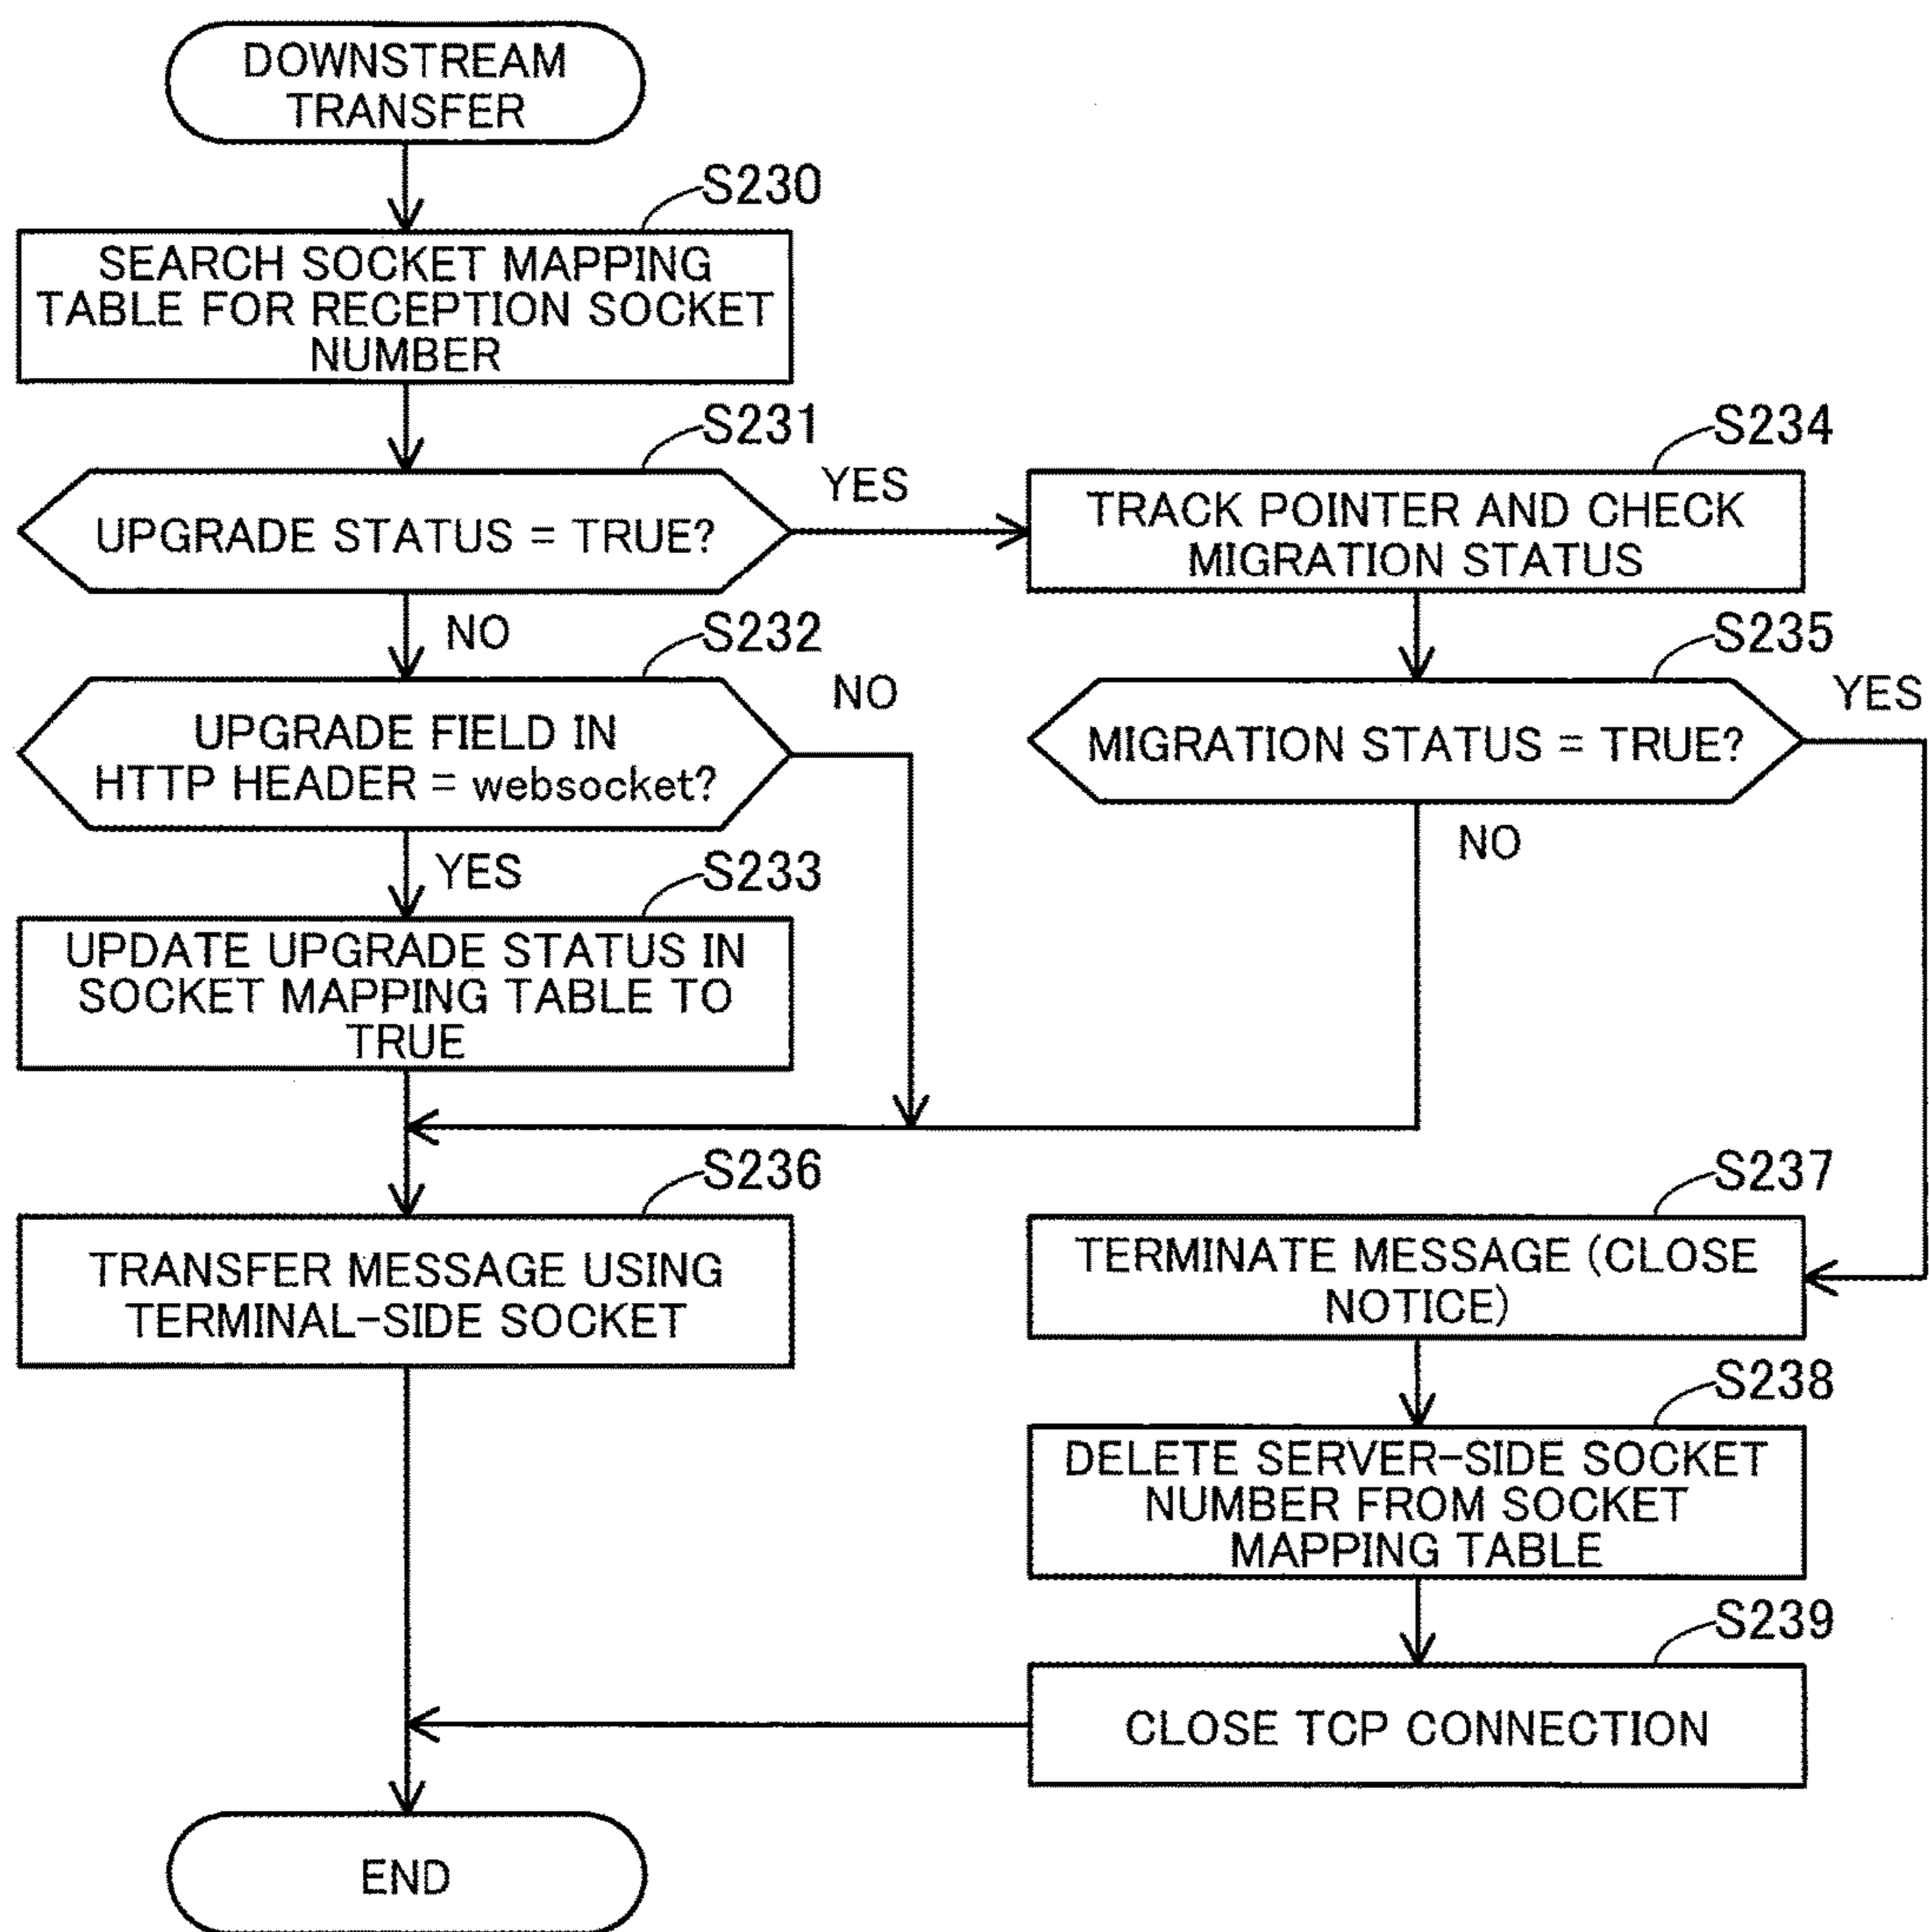 DOWNSTREAM
TRANSFER
S230
SEARCH SOCKET MAPPING
TABLE FOR RECEPTION SOCKET
NUMBER
S231
UPGRADE STATUS = TRUE?
YES
NO
S232
UPGRADE FIELD IN
HTTP HEADER = websocket?
NO
YES
S233
UPDATE UPGRADE STATUS IN
SOCKET MAPPING TABLE TO
TRUE
S234
TRACK POINTER AND CHECK
MIGRATION STATUS
S235
MIGRATION STATUS = TRUE?
YES
NO
S236
TRANSFER MESSAGE USING
TERMINAL-SIDE SOCKET
S237
TERMINATE MESSAGE (CLOSE
NOTICE)
S238
DELETE SERVER-SIDE SOCKET
NUMBER FROM SOCKET
MAPPING TABLE
S239
CLOSE TCP CONNECTION
END